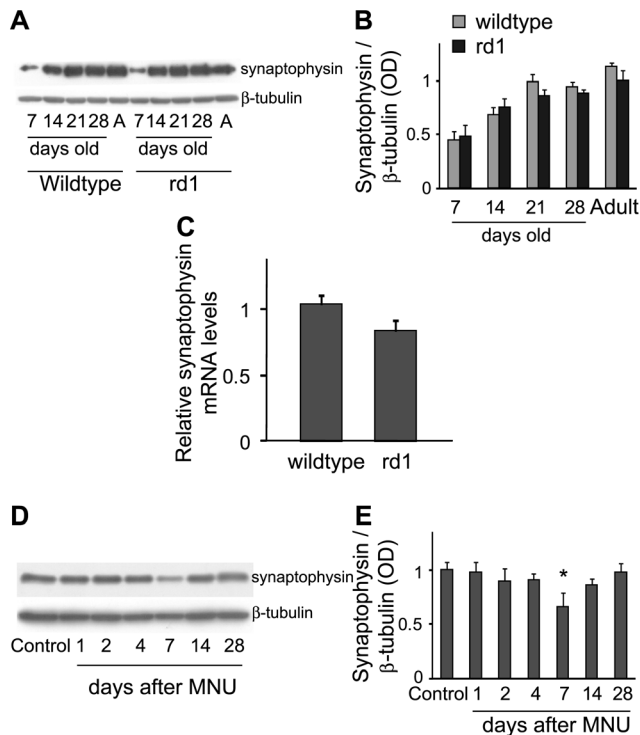 A
synaptophysin
β-tubulin
7 14 21 28 A 7 14 21 28 A
days old days old
Wildtype rd1
B
wildtype
rd1
Synaptophysin /
β-tubulin (OD)
1
0.5
0
7 14 21 28 Adult
days old
C
Relative synaptophysin
mRNA levels
1
0.5
0
wildtype rd1
D
synaptophysin
β-tubulin
Control 1 2 4 7 14 28
days after MNU
E
Synaptophysin /
β-tubulin (OD)
1
0.5
0
*
Control 1 2 4 7 14 28
days after MNU